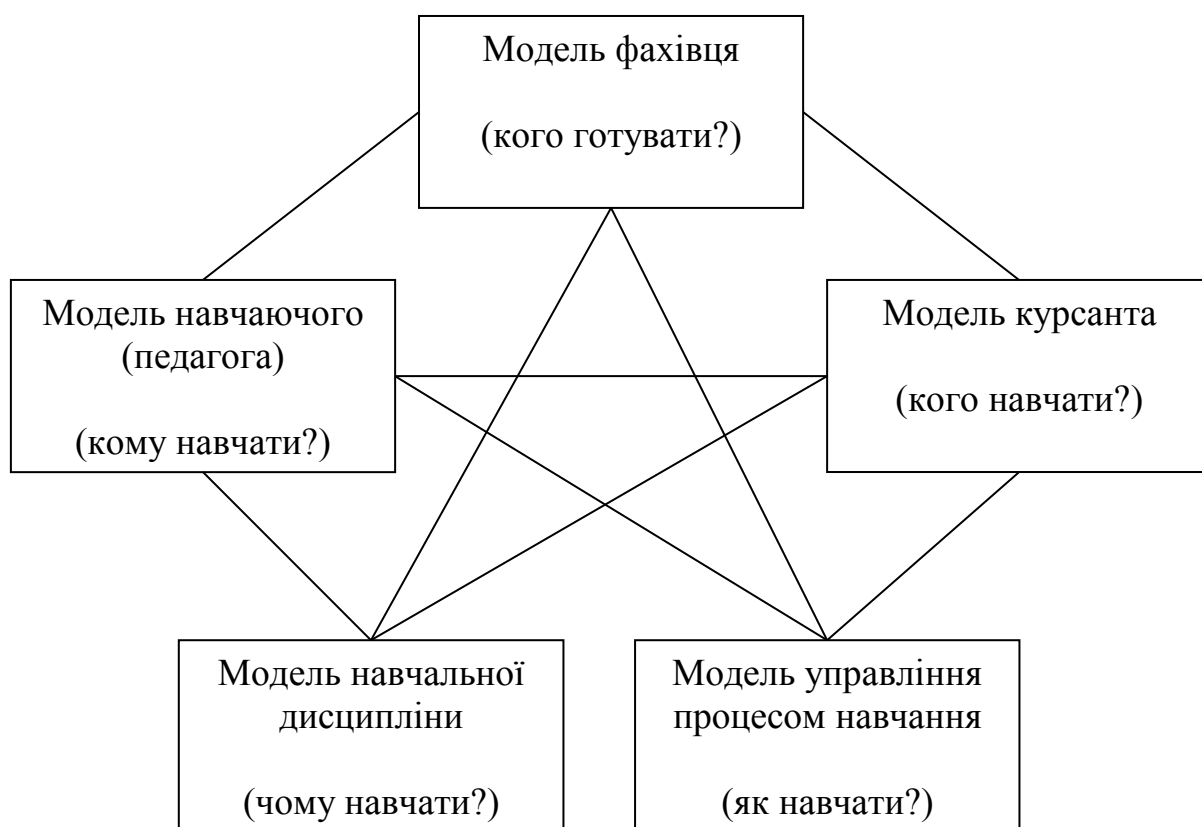 Модель фахівця
(кого готувати?)
Модель навчаючого
(педагога)
(кому навчати?)
Модель курсанта
(кого навчати?)
Модель навчальної
дисципліни
(чому навчати?)
Модель управління
процесом навчання
(як навчати?)